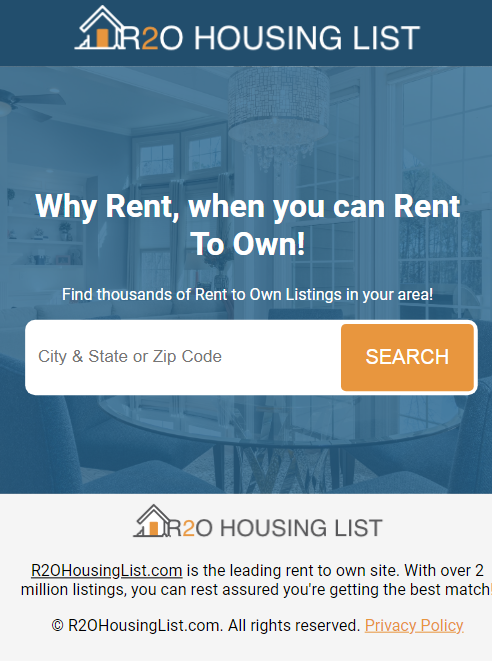 R2O HOUSING LIST
Why Rent, when you can Rent
To Own!
Find thousands of Rent to Own Listings in your area!
City & State or Zip Code
SEARCH
R2O HOUSING LIST
R2OHousingList.com is the leading rent to own site. With over 2
million listings, you can rest assured you're getting the best match!
© R2OHousingList.com. All rights reserved. Privacy Policy